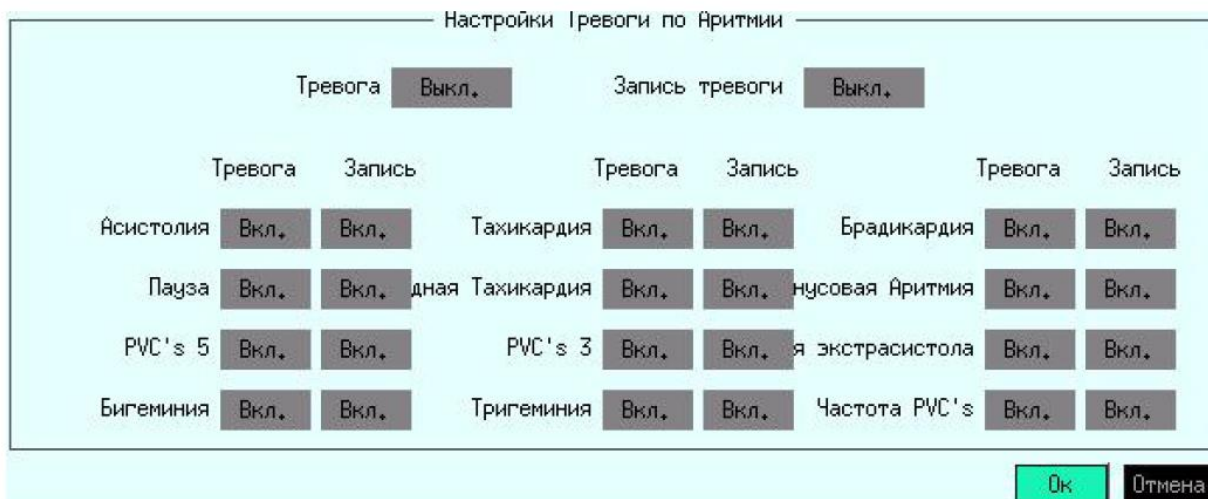 Настройки Тревоги по Аритмии
Тревога Выкл. Запись тревоги Выкл.
Тревога Запись Тревога Запись Тревога Запись
Асистолия Вкл. Вкл. Тахикардия Вкл. Вкл. Брадикардия Вкл. Вкл.
Пауза Вкл. Вкл. дная Тахикардия Вкл. Вкл. нусовая Аритмия Вкл. Вкл.
PVC's 5 Вкл. Вкл. PVC's 3 Вкл. Вкл. я экстрасистола Вкл. Вкл.
Бигеминия Вкл. Вкл. Тригеминия Вкл. Вкл. Частота PVC's Вкл. Вкл.
Ок Отмена